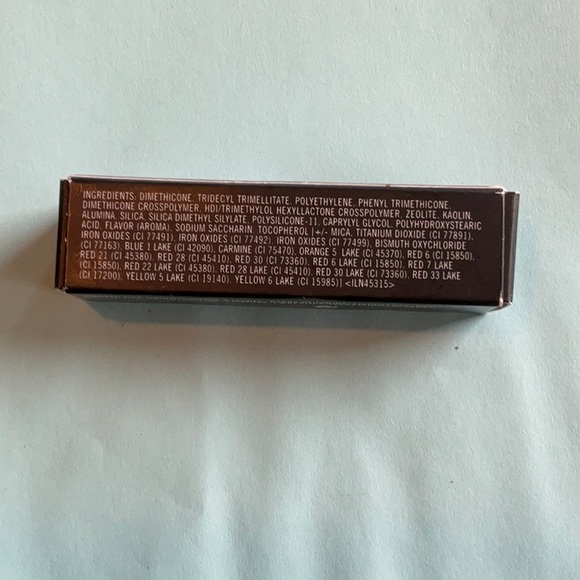 INGREDIENTS: DIMETHICONE, TRIDECYL TRIMELLITATE, POLYETHYLENE, PHENYL TRIMETHICONE,
DIMETHICONE CROSSPOLYMER, HDI/TRIMETHYLOL HEXYLLACTONE CROSSPOLYMER, ZEOLITE, KAOLIN,
ALUMINA, SILICA, SILICA DIMETHYL SILYLATE, POLYSILICONE-11, CAPRYLYL GLYCOL, POLYHYDROXYSTEARIC
ACID, FLAVOR (AROMA), SODIUM SACCHARIN, TOCOPHEROL [+/- MICA, TITANIUM DIOXIDE (CI 77891),
IRON OXIDES (CI 77491), IRON OXIDES (CI 77492), IRON OXIDES (CI 77499), BISMUTH OXYCHLORIDE
(CI 77163), BLUE 1 LAKE (CI 42090), CARMINE (CI 75470), ORANGE 5 LAKE (CI 45370), RED 6 (CI 15850),
RED 21 (CI 45380), RED 28 (CI 45410), RED 30 (CI 73360), RED 6 LAKE (CI 15850), RED 7 LAKE
(CI 15850), RED 22 LAKE (CI 45380), RED 28 LAKE (CI 45410), RED 30 LAKE (CI 73360), RED 33 LAKE
(CI 17200), YELLOW 5 LAKE (CI 19140), YELLOW 6 LAKE (CI 15985)] <ILN45315>